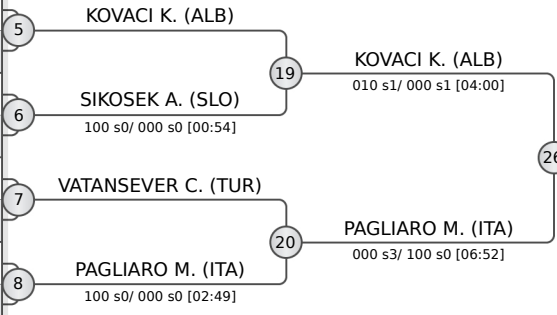 KOVACI K. (ALB)
5
19
KOVACI K. (ALB)
010 s1/ 000 s1 [04:00]
SIKOSEK A. (SLO)
6
100 s0/ 000 s0 [00:54]
26
VATANSEVER C. (TUR)
7
20
PAGLIARO M. (ITA)
000 s3/ 100 s0 [06:52]
PAGLIARO M. (ITA)
8
100 s0/ 000 s0 [02:49]